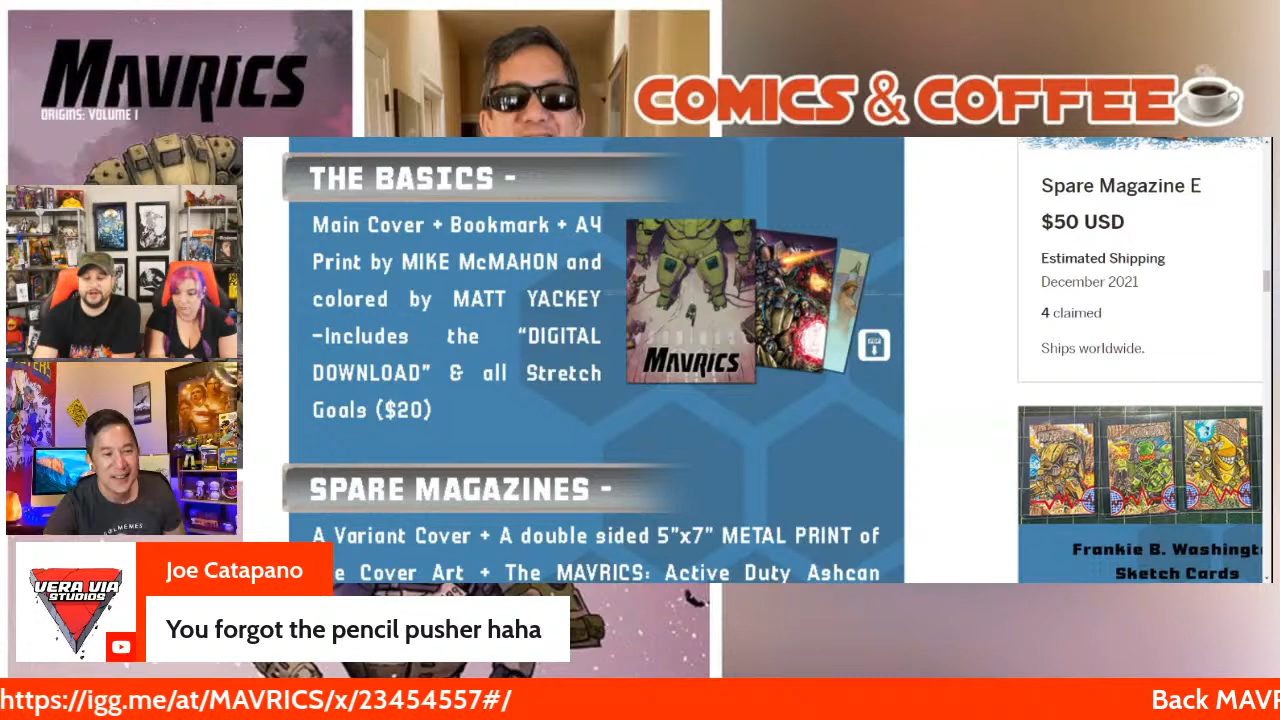 MAVRICS
ORIGINS: VOLUME 1
COMICS & COFFEE
THE BASICS -
Main Cover + Bookmark + A4
Print by MIKE McMAHON and
colored by MATT YACKEY
-Includes the "DIGITAL
DOWNLOAD" & all Stretch
Goals ($20)
MAVRICS
SPARE MAGAZINES -
A Variant Cover + A double sided 5"x7" METAL PRINT of
Cover Art + The MAVRICS: Active Duty Ashcan
Spare Magazine E
$50 USD
Estimated Shipping
December 2021
4 claimed
Ships worldwide.
Frankie B. Washingt
Sketch Cards
VERA VIA
STUDIOS
Joe Catapano
You forgot the pencil pusher haha
https://igg.me/at/MAVRICS/x/23454557#/
Back MAVR